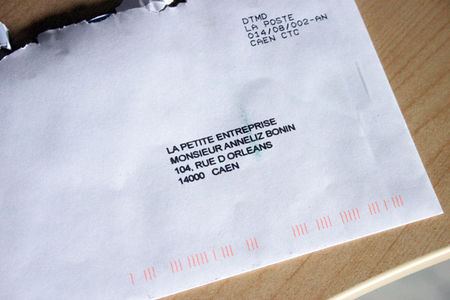 DTMD
LA POSTE
014/08/002-AN
CAEN CTC
LA PETITE ENTREPRISE
MONSIEUR ANNELIZ BONIN
104, RUE D ORLEANS
14000 CAEN